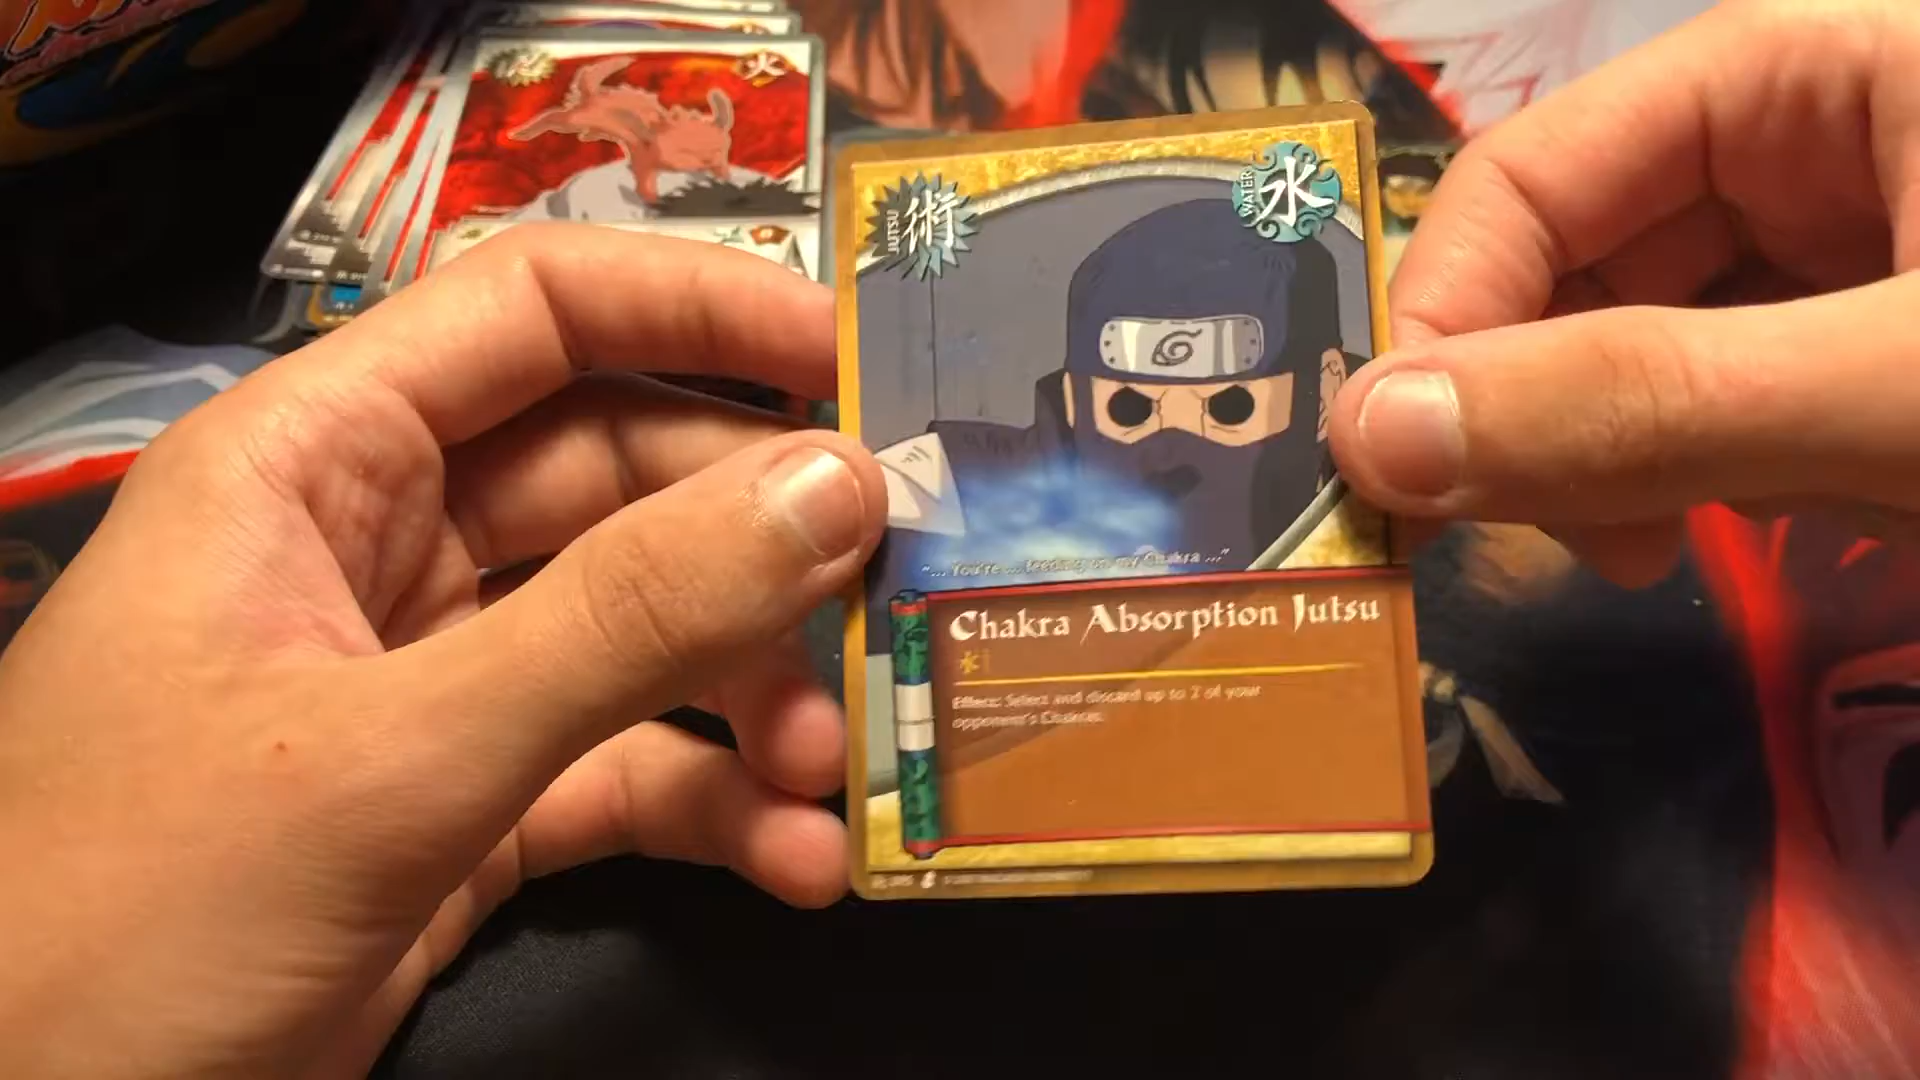 火
JUTSU
術
WATER
水
"... You're ... feeding on my Chakra ..."
Chakra Absorption Jutsu
水1
Effect: Select and discard up to 2 of your
opponent's Chakras.